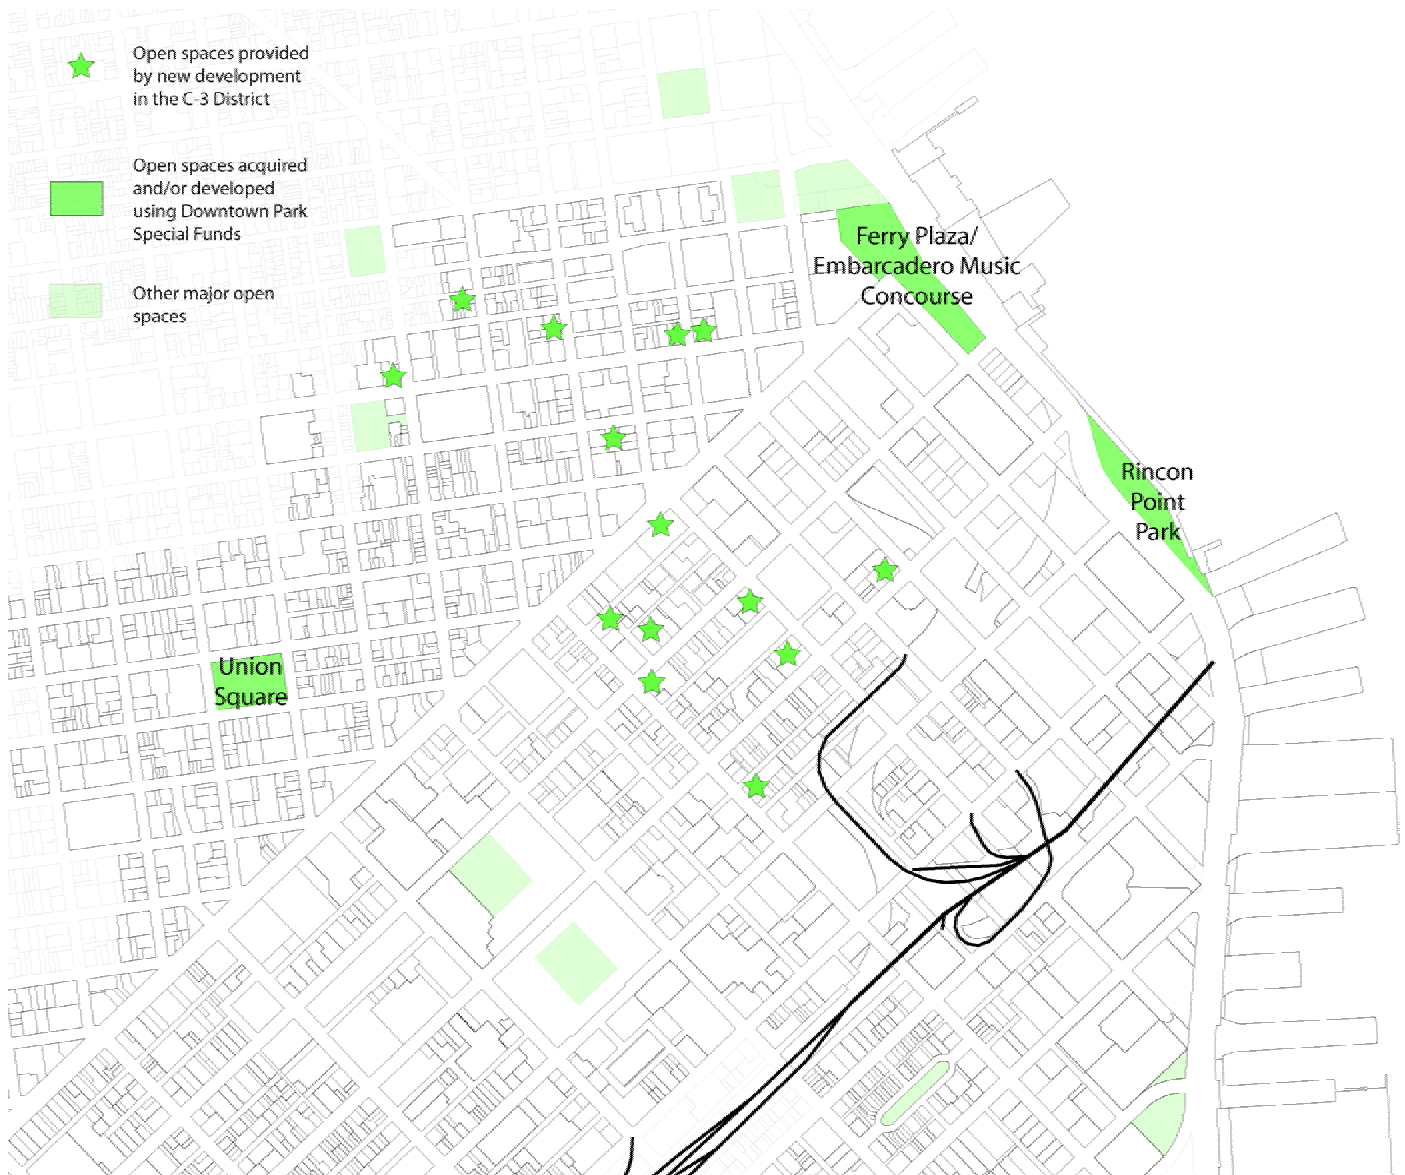 Open spaces provided
by new development
in the C-3 District
Open spaces acquired
and/or developed
using Downtown Park
Special Funds
Other major open
spaces
Ferry Plaza/
Embarcadero Music
Concourse
Rincon
Point
Park
Union
Square